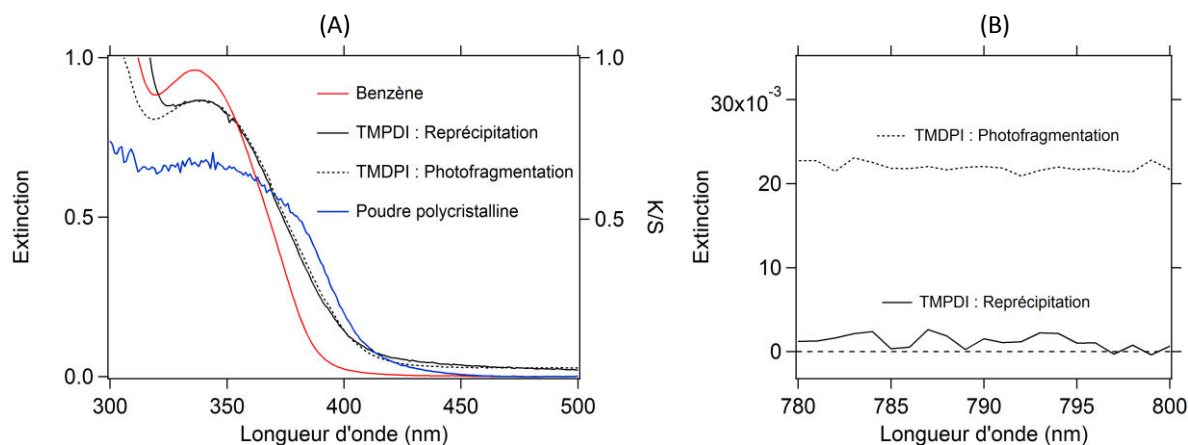 (A)
1.0
0.5
0.0
Extinction
1.0
0.5
K/S
Benzène
TMPDI : Reprécipitation
TMDPI : Photofragmentation
Poudre polycristalline
300 350 400 450 500
Longueur d'onde (nm)
(B)
30x10-3
20
10
0
Extinction
TMDPI : Photofragmentation
TMPDI : Reprécipitation
780 785 790 795 800
Longueur d'onde (nm)